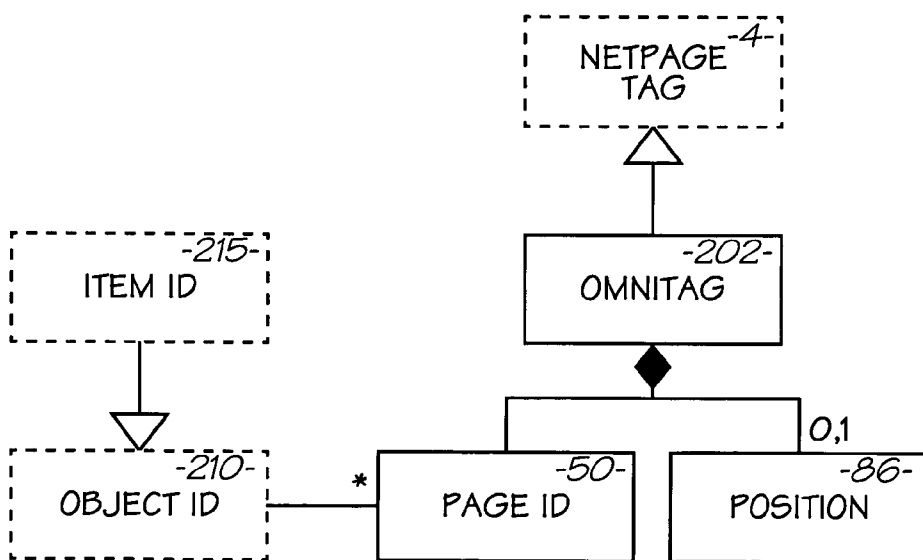 -4-
NETPAGE
TAG
-215-
ITEM ID
-202-
OMNITAG
0,1
-210-
OBJECT ID
*
-50-
PAGE ID
-86-
POSITION